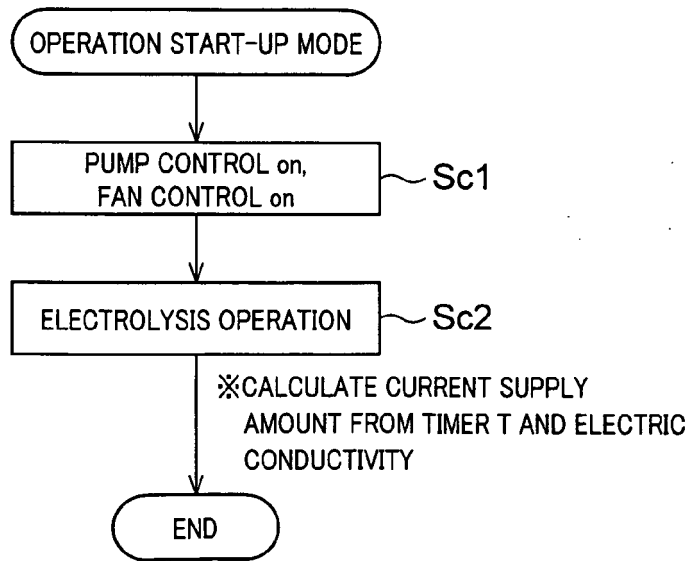 OPERATION START-UP MODE
PUMP CONTROL on,
FAN CONTROL on
Sc1
ELECTROLYSIS OPERATION
Sc2
※CALCULATE CURRENT SUPPLY
AMOUNT FROM TIMER T AND ELECTRIC
CONDUCTIVITY
END